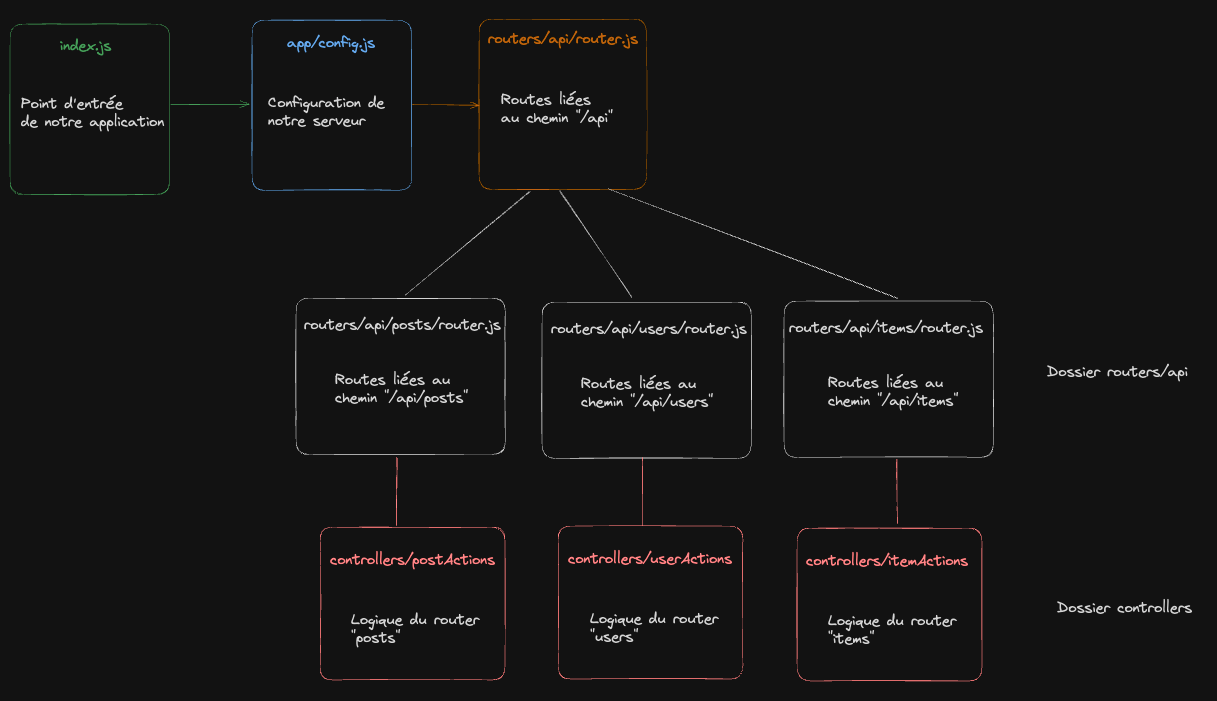 index.js
Point d'entrée
de notre application
app/config.js
Configuration de
notre serveur
routers/api/router.js
Routes liées
au chemin "/api"
routers/api/posts/router.js
Routes liées au
chemin "/api/posts"
routers/api/users/router.js
Routes liées au
chemin "/api/users"
routers/api/items/router.js
Routes liées au
chemin "/api/items"
Dossier routers/api
controllers/postActions
Logique du router
"posts"
controllers/userActions
Logique du router
"users"
controllers/itemActions
Logique du router
"items"
Dossier controllers